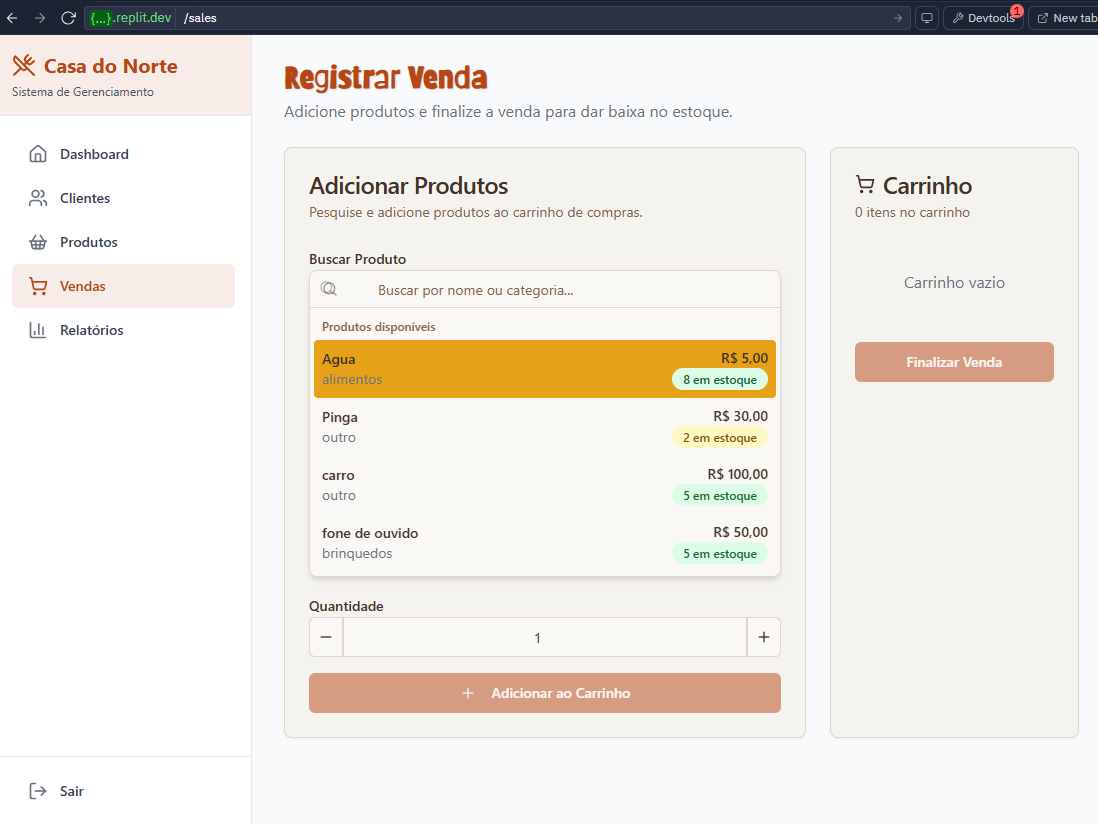 {...}.replit.dev /sales
Devtools 1
New tab
Casa do Norte
Sistema de Gerenciamento
Dashboard
Clientes
Produtos
Vendas
Relatórios
Sair
Registrar Venda
Adicione produtos e finalize a venda para dar baixa no estoque.
Adicionar Produtos
Pesquise e adicione produtos ao carrinho de compras.
Buscar Produto
Buscar por nome ou categoria...
Produtos disponíveis
Agua R$ 5,00
alimentos 8 em estoque
Pinga R$ 30,00
outro 2 em estoque
carro R$ 100,00
outro 5 em estoque
fone de ouvido R$ 50,00
brinquedos 5 em estoque
Quantidade
1
Adicionar ao Carrinho
Carrinho
0 itens no carrinho
Carrinho vazio
Finalizar Venda